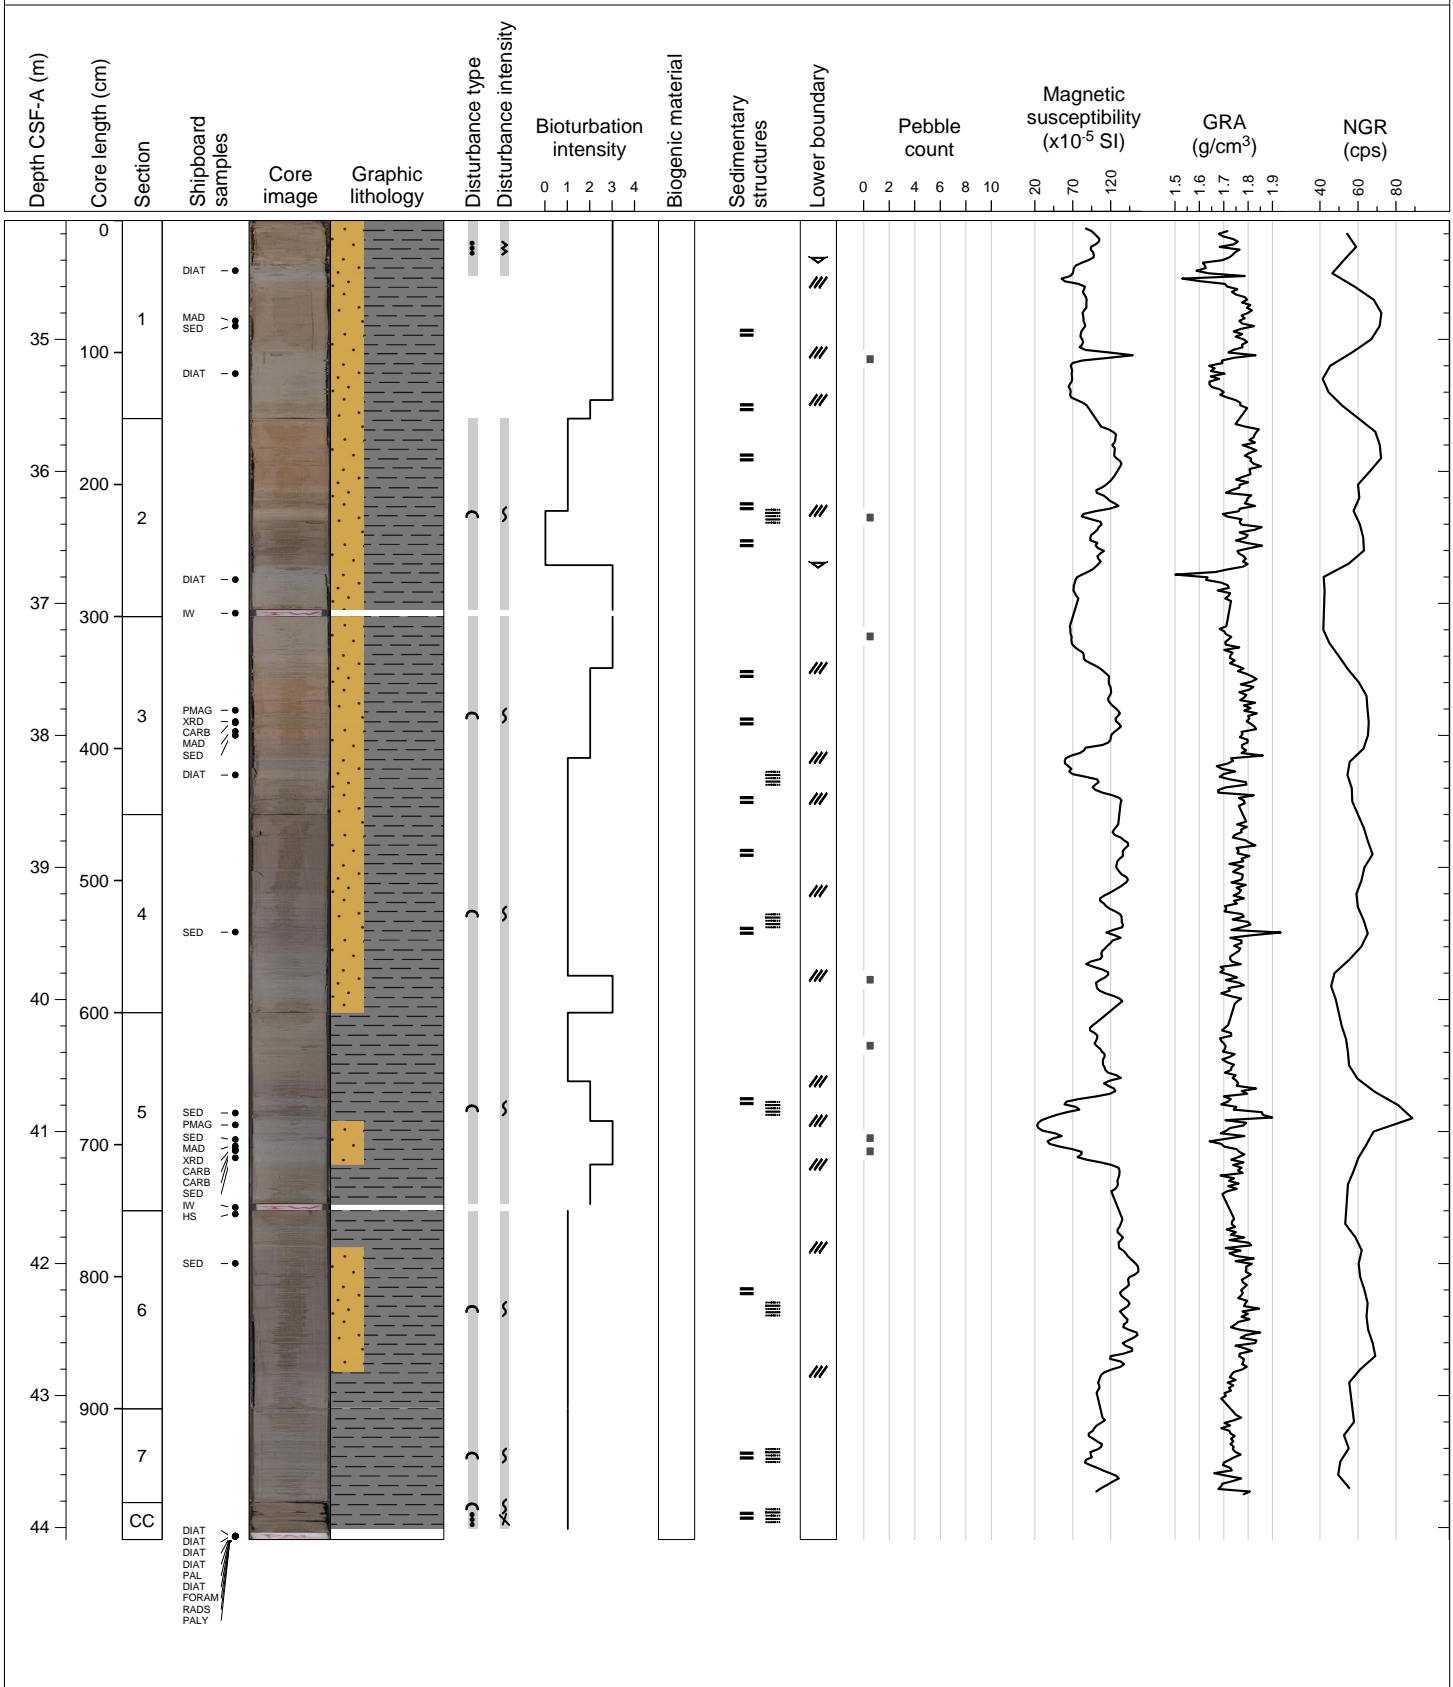 Depth CSF-A (m)
Core length (cm)
Section
Shipboard
samples
Core
image
Graphic
lithology
Disturbance type
Disturbance intensity
Bioturbation
intensity
0 1 2 3 4
Biogenic material
Sedimentary
structures
Lower boundary
Pebble
count
0 2 4 6 8 10
Magnetic
susceptibility
(x10-5 SI)
20 70 120
GRA
(g/cm3)
1.5 1.6 1.7 1.8 1.9
NGR
(cps)
40 60 80
0
DIAT
MAD
1
SED
35
100
DIAT
36
200
2
DIAT
37
IW
300
PMAG
3
XRD
CARB
38
MAD
400
SED
DIAT
39
500
4
SED
40
600
SED
5
PMAG
41
SED
700
MAD
XRD
CARB
CARB
SED
IW
HS
42
SED
800
6
43
900
7
CC
44
DIAT
DIAT
DIAT
DIAT
PAL
DIAT
FORAM
RADS
PALY